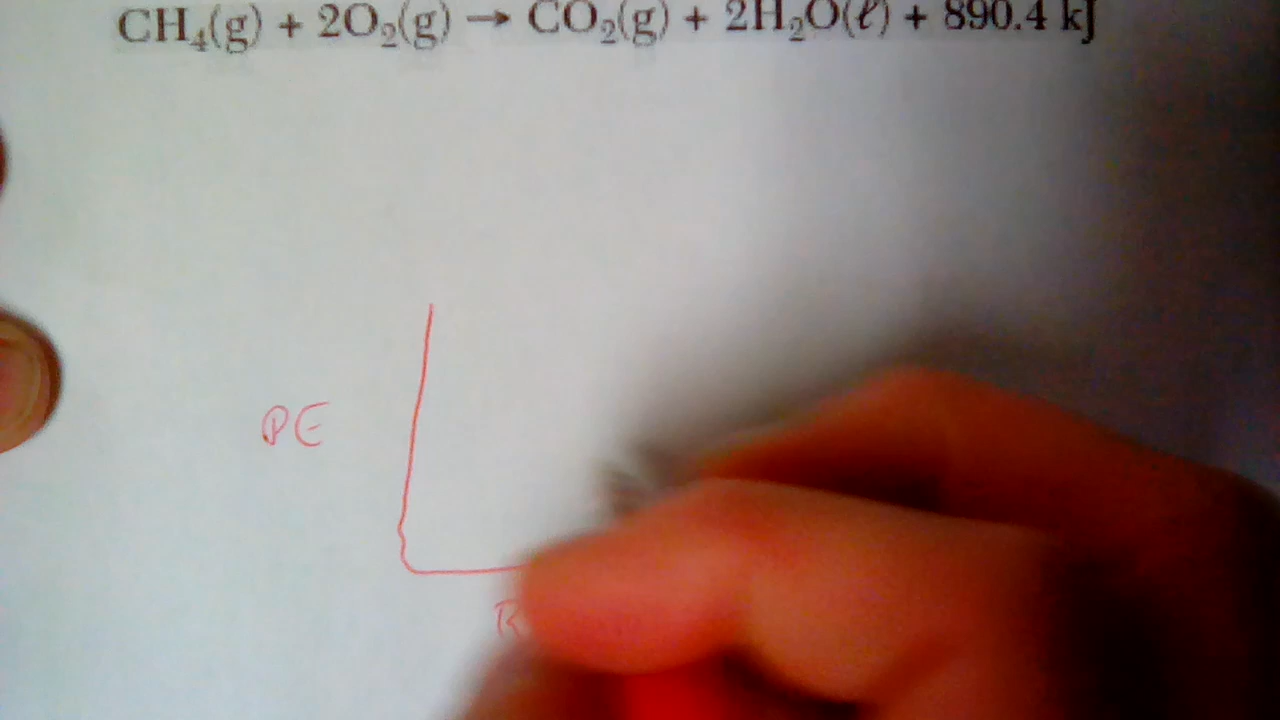 CH₄(g) + 2O₂(g) → CO₂(g) + 2H₂O(ℓ) + 890.4 kJ
PE
R